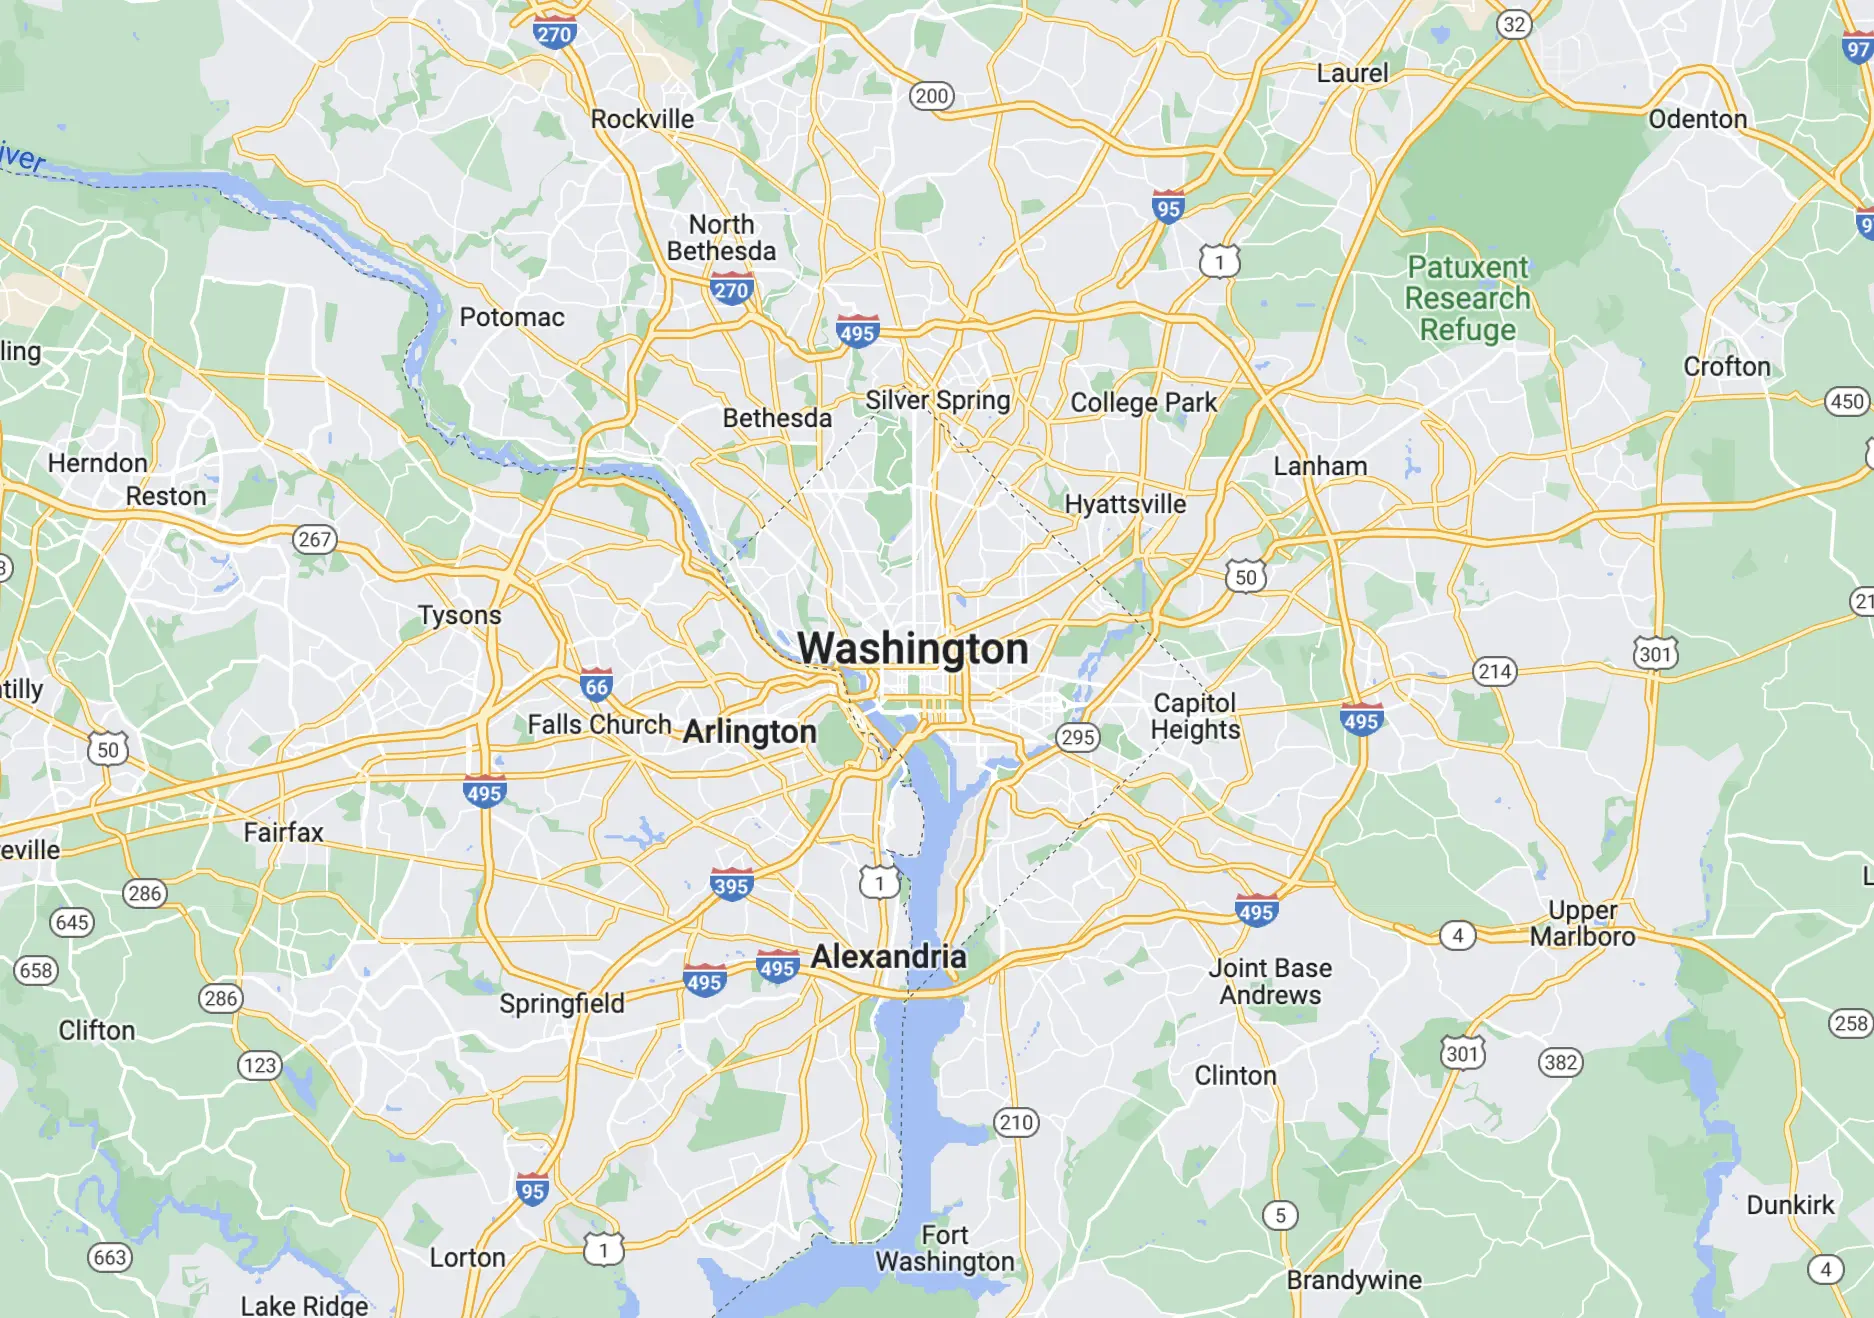 270
32
97
Laurel
200
Rockville
Odenton
iver
95
9
North
Bethesda
1
270
Patuxent
Research
Refuge
Potomac
495
ling
Crofton
Silver Spring
College Park
450
Bethesda
Herndon
Lanham
Reston
Hyattsville
267
50
3
21
Tysons
Washington
301
214
66
tilly
Capitol
Heights
495
Falls Church
Arlington
295
50
495
Fairfax
eville
L
1
395
286
495
Upper
Marlboro
645
4
Alexandria
495
495
658
Joint Base
Andrews
286
Springfield
258
Clifton
301
382
123
Clinton
210
95
Dunkirk
5
Fort
Washington
1
663
Lorton
4
Brandywine
Lake Ridge